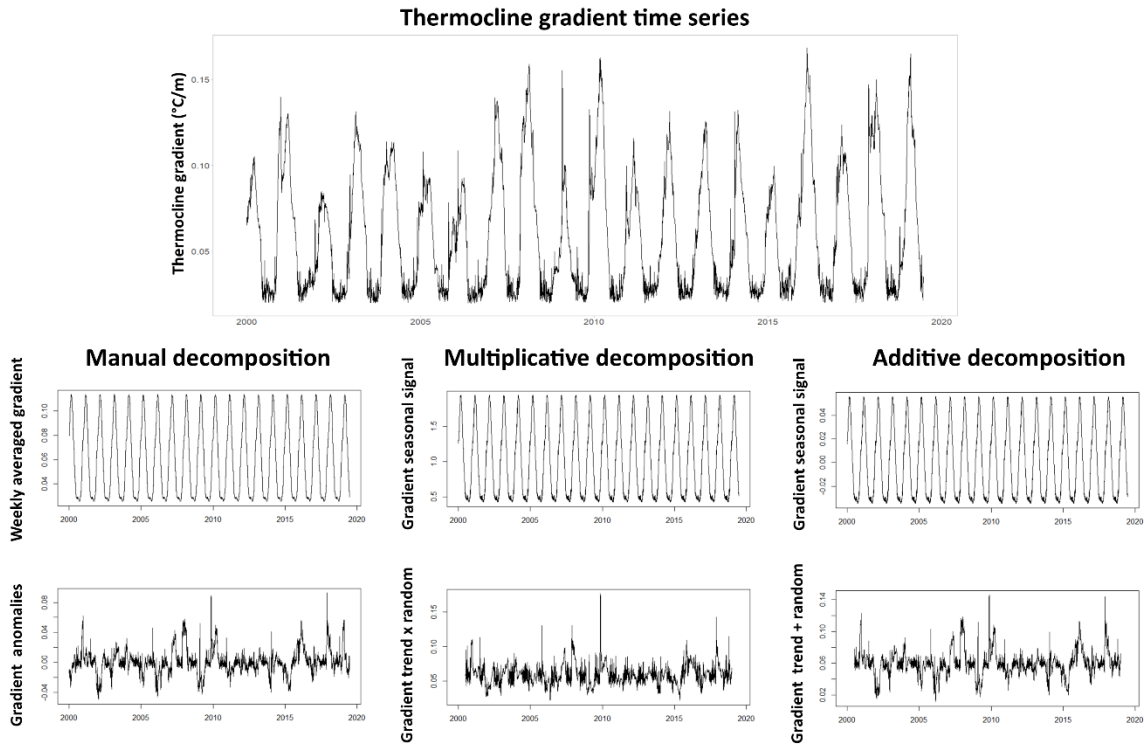 Thermocline gradient time series
Thermocline gradient (°C/m)
0.15
0.10
0.05
2000 2005 2010 2015 2020
Manual decomposition
Weekly averaged gradient
0.10
0.08
0.06
0.04
2000 2005 2010 2015 2020
Gradient anomalies
0.08
0.04
0.00
-0.04
2000 2005 2010 2015 2020
Multiplicative decomposition
Gradient seasonal signal
1.5
1.0
0.5
2000 2005 2010 2015 2020
Gradient trend x random
0.15
0.10
0.05
2000 2005 2010 2015 2020
Additive decomposition
Gradient seasonal signal
0.04
0.02
0.00
-0.02
2000 2005 2010 2015 2020
Gradient trend + random
0.14
0.10
0.06
0.02
2000 2005 2010 2015 2020